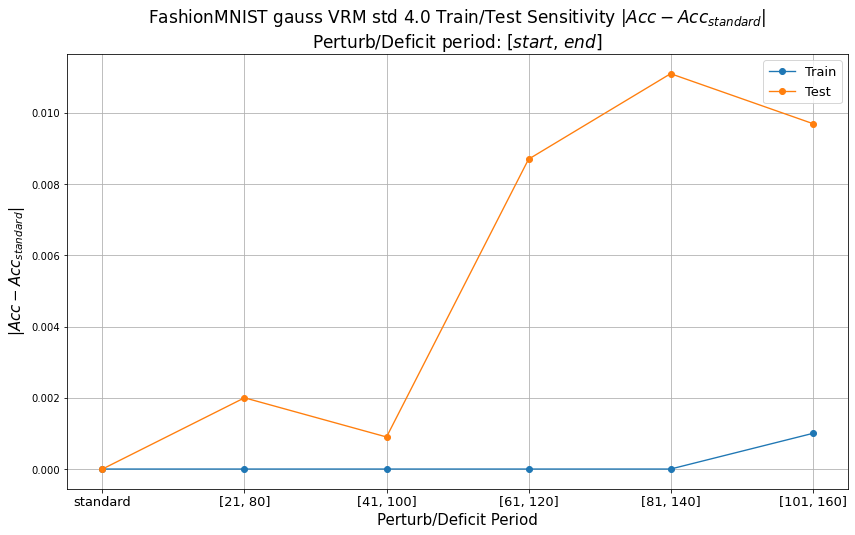 FashionMNIST gauss VRM std 4.0 Train/Test Sensitivity |Acc − Acc_standard|
Perturb/Deficit period: [start, end]
Train
Test
|Acc − Acc_standard|
0.010
0.008
0.006
0.004
0.002
0.000
standard
[21, 80]
[41, 100]
[61, 120]
[81, 140]
[101, 160]
Perturb/Deficit Period